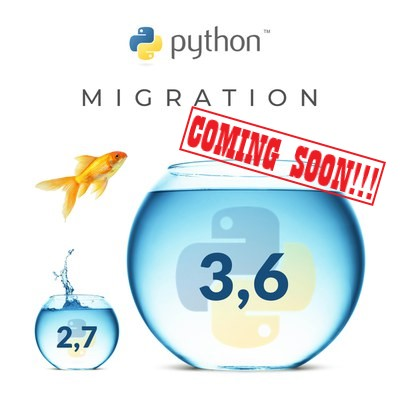 python™
MIGRATION
COMING SOON!!!
3,6
2,7